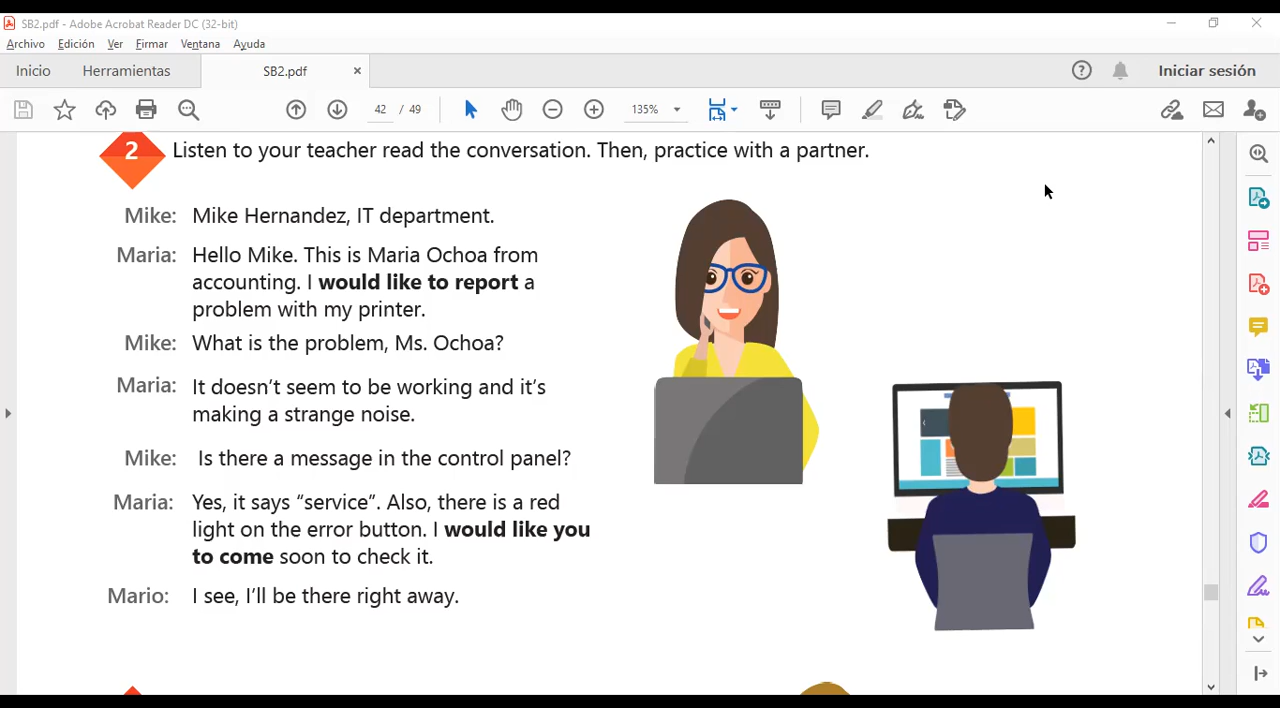 SB2.pdf - Adobe Acrobat Reader DC (32-bit)
Archivo Edición Ver Firmar Ventana Ayuda
Inicio Herramientas SB2.pdf Iniciar sesión
42 / 49 135%
2 Listen to your teacher read the conversation. Then, practice with a partner.
Mike: Mike Hernandez, IT department.
Maria: Hello Mike. This is Maria Ochoa from
accounting. I would like to report a
problem with my printer.
Mike: What is the problem, Ms. Ochoa?
Maria: It doesn't seem to be working and it's
making a strange noise.
Mike: Is there a message in the control panel?
Maria: Yes, it says “service”. Also, there is a red
light on the error button. I would like you
to come soon to check it.
Mario: I see, I'll be there right away.